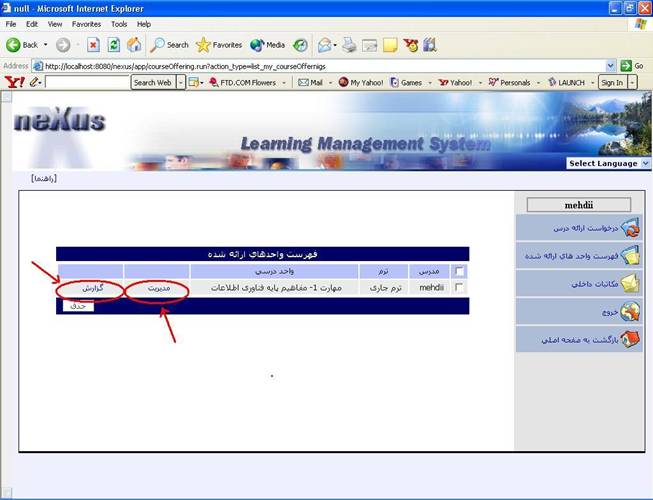 null - Microsoft Internet Explorer
File Edit View Favorites Tools Help
Back Search Favorites Media
Address http://localhost:8080/nexus/app/courseOffering.run?action_type=list_my_courseOffernigs Go
Y! Search Web FTD.COM Flowers Mail My Yahoo! Games Yahoo! Personals LAUNCH Sign In
neXus
Learning Management System
Select Language
[راهنما]
mehdii
درخواست ارائه درس
فهرست واحد های ارائه شده
مکاتبات داخلی
خروج
بازگشت به صفحه اصلی
فهرست واحدهای ارائه شده
مدرس ترم واحد درسی
mehdii ترم جاری مهارت 1- مفاهیم پایه فناوری اطلاعات مدیریت گزارش
حذف